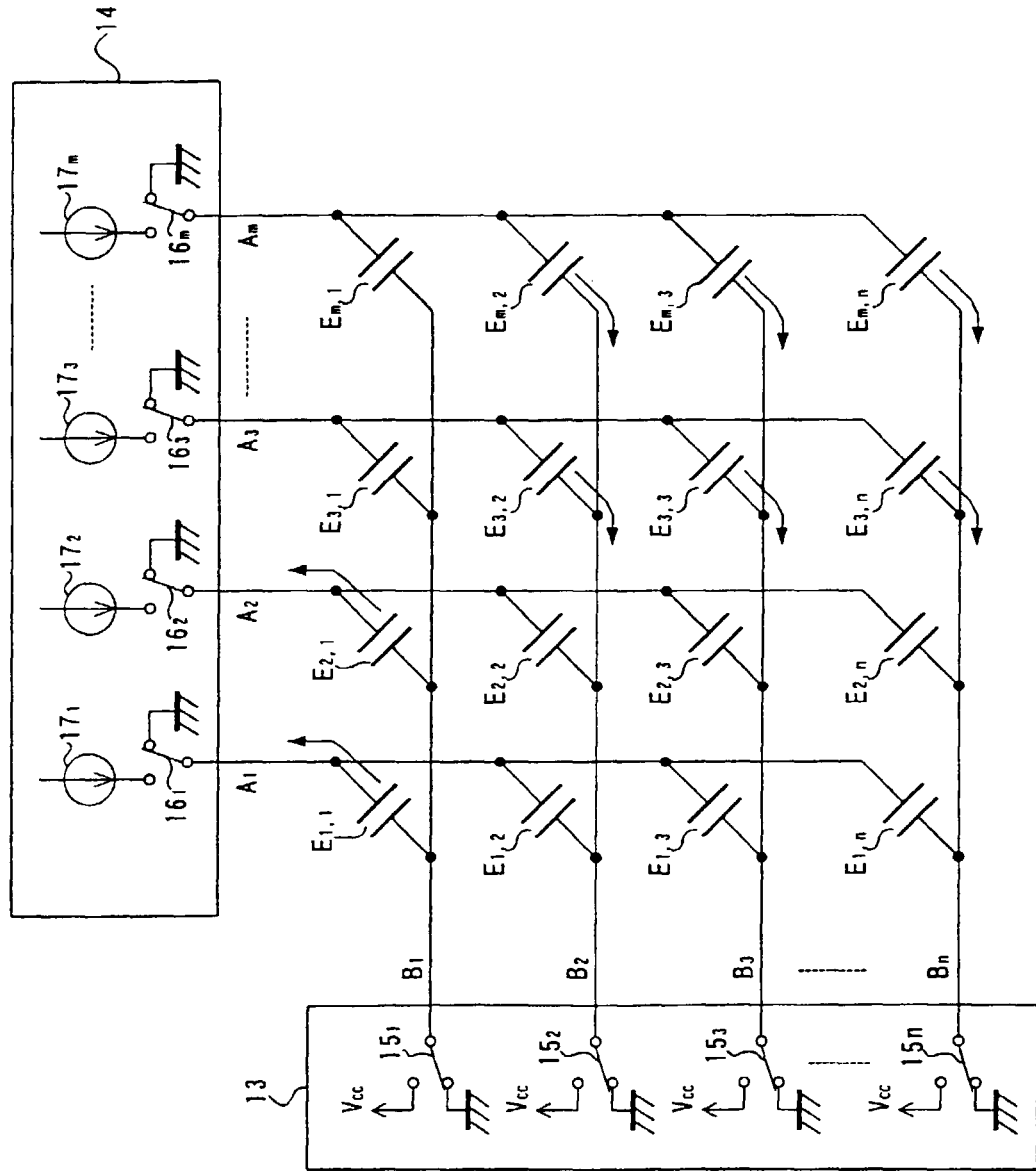 14
17₁ 17₂ 17₃ 17ₘ
16₁ 16₂ 16₃ 16ₘ
A₁ A₂ A₃ Aₘ
E₁,₁ E₂,₁ E₃,₁ Eₘ,₁
B₁
E₁,₂ E₂,₂ E₃,₂ Eₘ,₂
B₂
E₁,₃ E₂,₃ E₃,₃ Eₘ,₃
B₃
E₁,ₙ E₂,ₙ E₃,ₙ Eₘ,ₙ
Bₙ
13
Vcc 15₁
Vcc 15₂
Vcc 15₃
Vcc 15ₙ